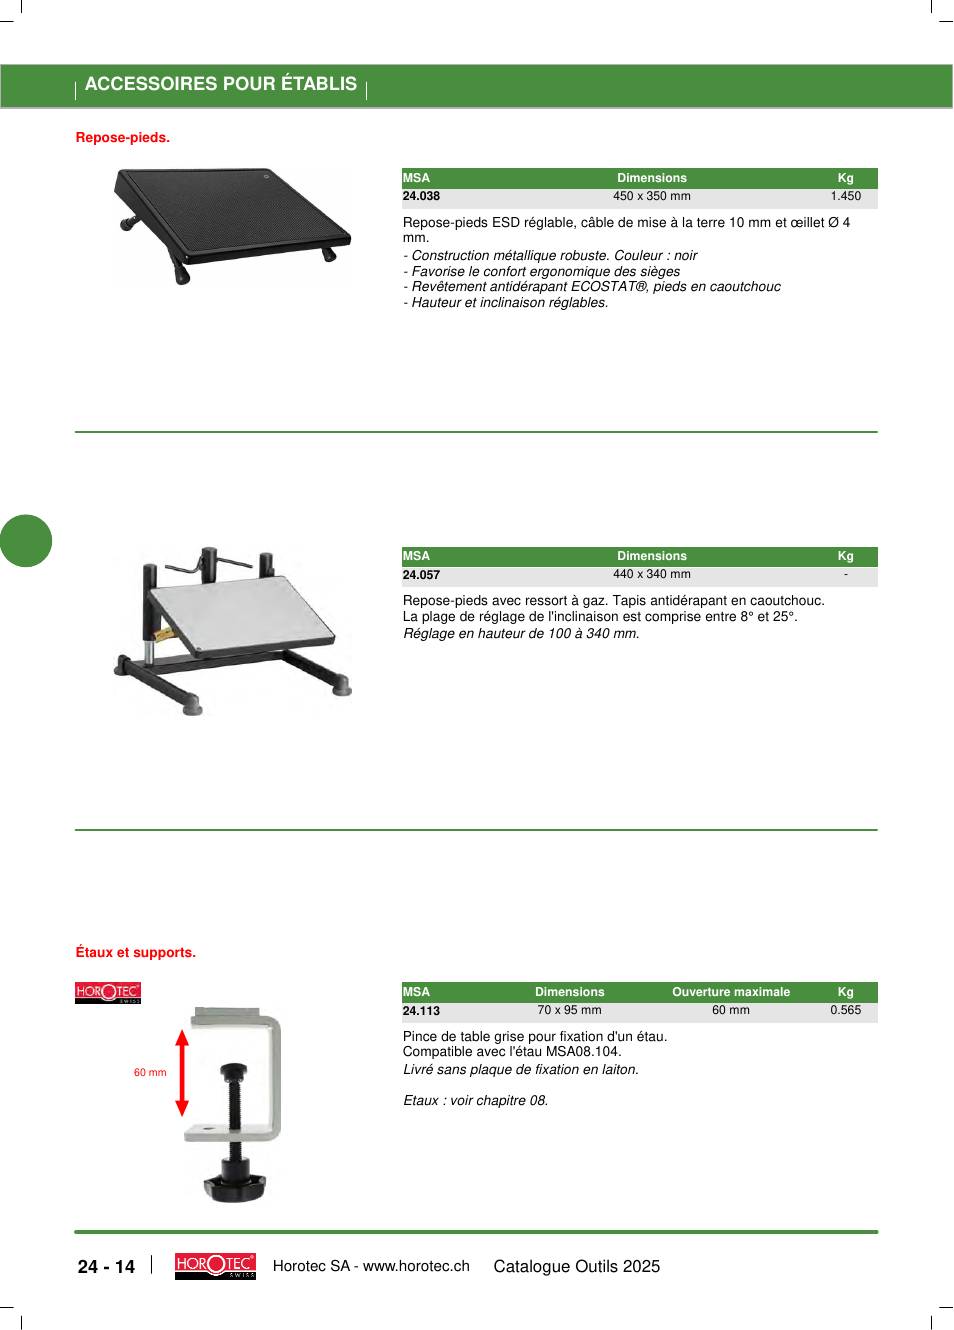 ACCESSOIRES POUR ÉTABLIS
Repose-pieds.
MSA Dimensions Kg
24.038 450 x 350 mm 1.450
Repose-pieds ESD réglable, câble de mise à la terre 10 mm et œillet Ø 4
mm.
- Construction métallique robuste. Couleur : noir
- Favorise le confort ergonomique des sièges
- Revêtement antidérapant ECOSTAT®, pieds en caoutchouc
- Hauteur et inclinaison réglables.
MSA Dimensions Kg
24.057 440 x 340 mm -
Repose-pieds avec ressort à gaz. Tapis antidérapant en caoutchouc.
La plage de réglage de l'inclinaison est comprise entre 8° et 25°.
Réglage en hauteur de 100 à 340 mm.
Étaux et supports.
HOROTEC®
SWISS
60 mm
MSA Dimensions Ouverture maximale Kg
24.113 70 x 95 mm 60 mm 0.565
Pince de table grise pour fixation d'un étau.
Compatible avec l'étau MSA08.104.
Livré sans plaque de fixation en laiton.
Etaux : voir chapitre 08.
24 - 14
HOROTEC®
SWISS
Horotec SA - www.horotec.ch Catalogue Outils 2025